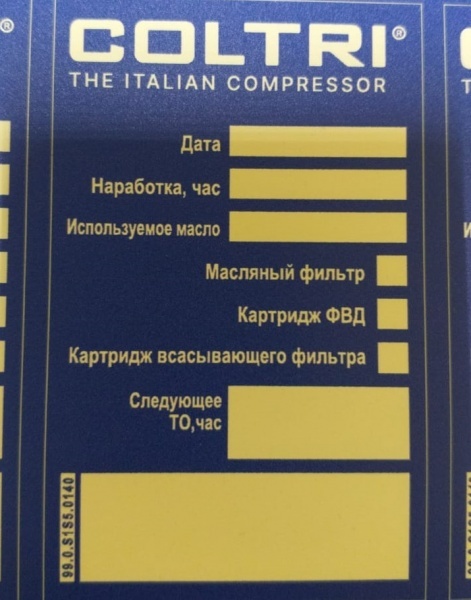 COLTRI®
THE ITALIAN COMPRESSOR
Дата
Наработка, час
Используемое масло
Масляный фильтр
Картридж ФВД
Картридж всасывающего фильтра
Следующее
ТО,час
99.0.S1S5.0140